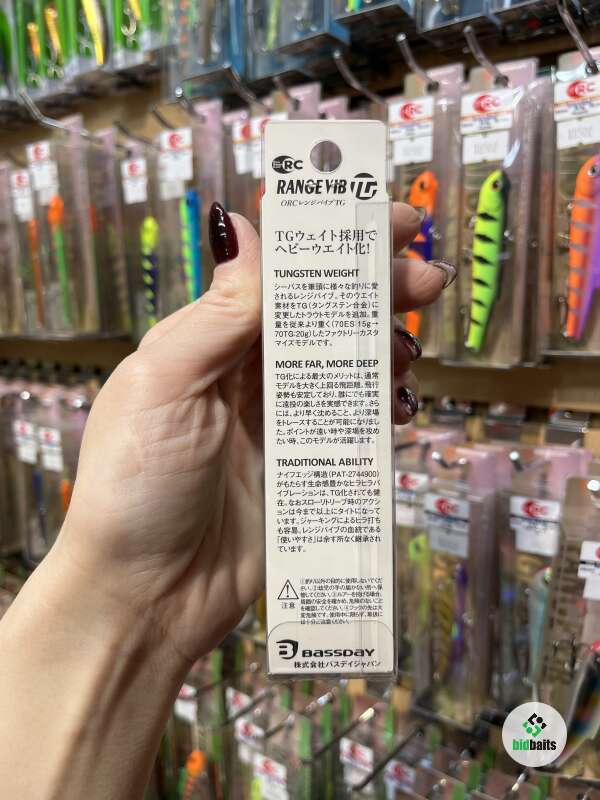 ORC
RANGE VIB TG
ORCレンジバイブTG
TGウェイト採用で
ヘビーウエイト化!
TUNGSTEN WEIGHT
シーバスを筆頭に様々な釣りに愛
されるレンジバイブ。そのウエイト
素材をTG(タングステン合金)に
変更したトラウトモデルを追加。重
量を従来より重く(70ES:15g→
70TG:20g)したファクトリーカスタ
マイズモデルです。
MORE FAR, MORE DEEP
TG化による最大のメリットは、通常
モデルを大きく上回る飛距離。飛行
姿勢も安定しており、誰にでも確実
に遠投の楽しさを実感できます。さら
には、より早く沈めること、より深場
をトレースすることが可能になりまし
た。ポイントが遠い時や深場を攻め
たい時、このモデルが活躍します。
TRADITIONAL ABILITY
ナイフエッジ構造(PAT-2744900)
がもたらす生命感豊かなヒラヒラバ
イブレーションは、TG化されても健
在。なおスローリトリーブ時のアクシ
ョンは今まで以上にタイトになって
います。ジャーキングによるヒラ打ち
も容易。レンジバイブの血統である
「使いやすさ」は余す所なく継承され
ています。
注意
BASSDAY
株式会社バスデイジャパン
bidbaits